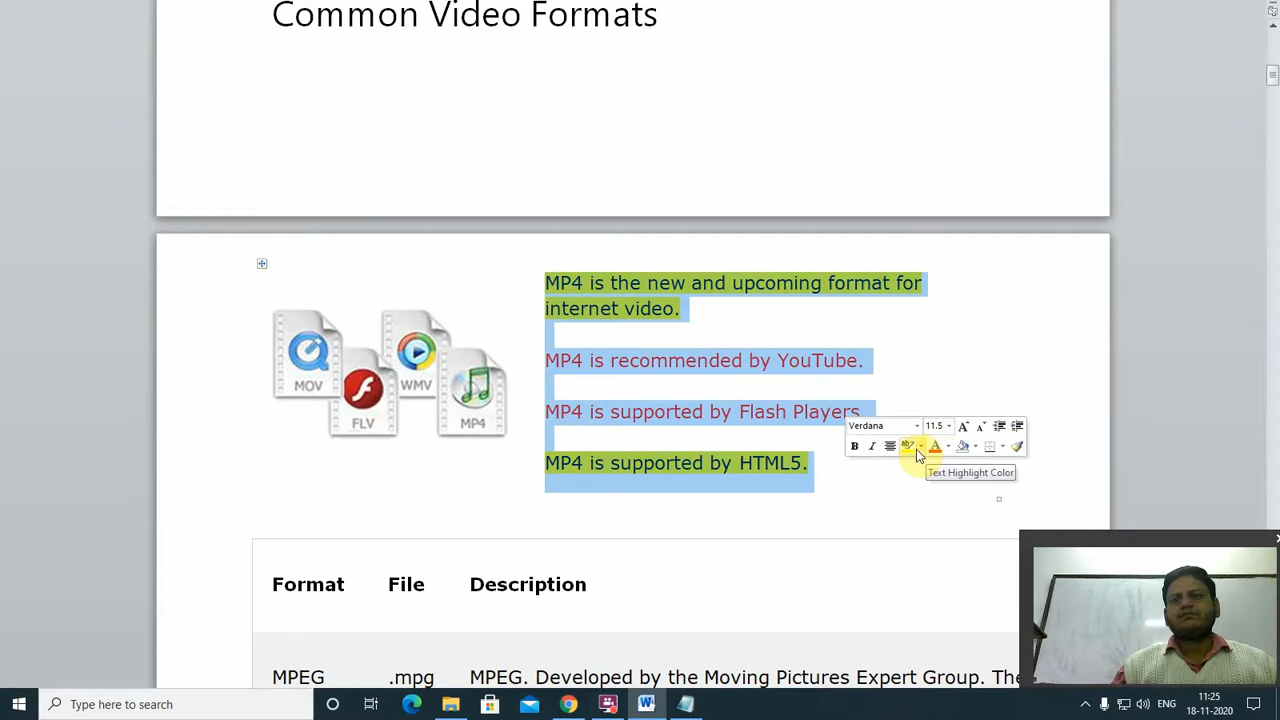 Common Video Formats
MP4 is the new and upcoming format for
internet video.
MP4 is recommended by YouTube.
MP4 is supported by Flash Players.
MP4 is supported by HTML5.
MOV
FLV
WMV
MP4
Verdana
11.5
A
A
B
I
ab
A
Text Highlight Color
Format File Description
MPEG .mpg MPEG. Developed by the Moving Pictures Expert Group. The
Type here to search
W
ENG
11:25
18-11-2020